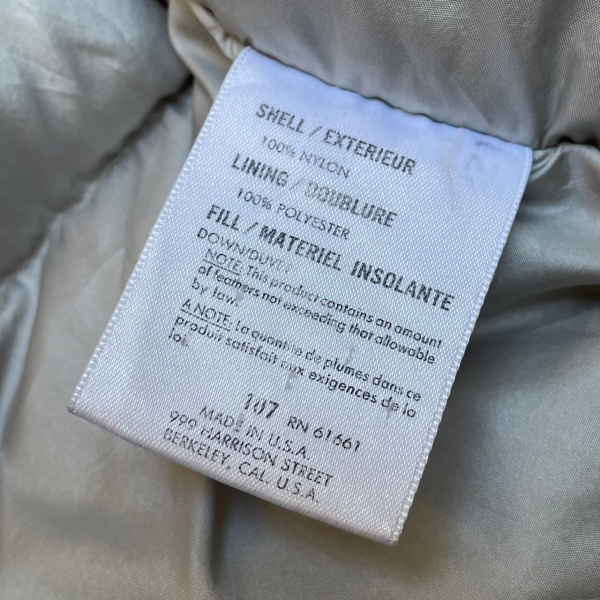 SHELL / EXTERIEUR
100% NYLON
LINING / DOUBLURE
100% POLYESTER
FILL / MATERIEL INSOLANTE
DOWN/DUVET
NOTE: This product contains an amount
of feathers not exceeding that allowable
by law.
A NOTE: La quantine de plumes dans ce
produit satisfait aux exigences de la
loi.
107 RN 61661
MADE IN U.S.A.
999 HARRISON STREET
BERKELEY, CAL. U.S.A.